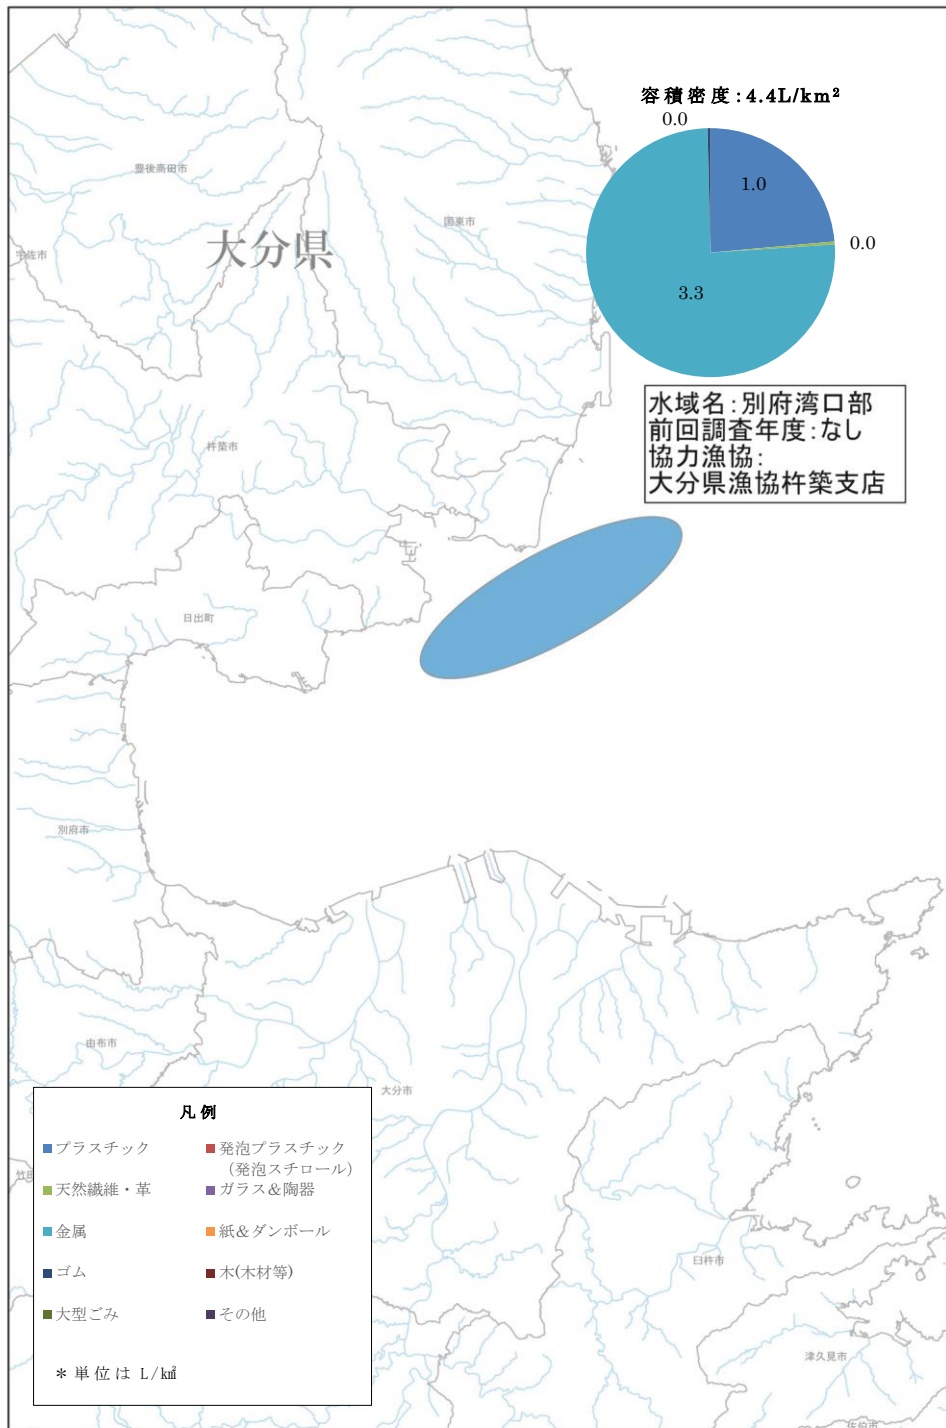 容積密度:4.4L/km²
0.0
1.0
0.0
3.3
豊後高田市
国東市
大分県
宇佐市
水域名:別府湾口部
前回調査年度:なし
協力漁協:
大分県漁協杵築支店
杵築市
日出町
別府市
由布市
大分市
凡例
プラスチック
発泡プラスチック
(発泡スチロール)
天然繊維・革
ガラス&陶器
金属
紙&ダンボール
ゴム
木(木材等)
大型ごみ
その他
*単位は L/㎢
臼杵市
津久見市
佐伯市